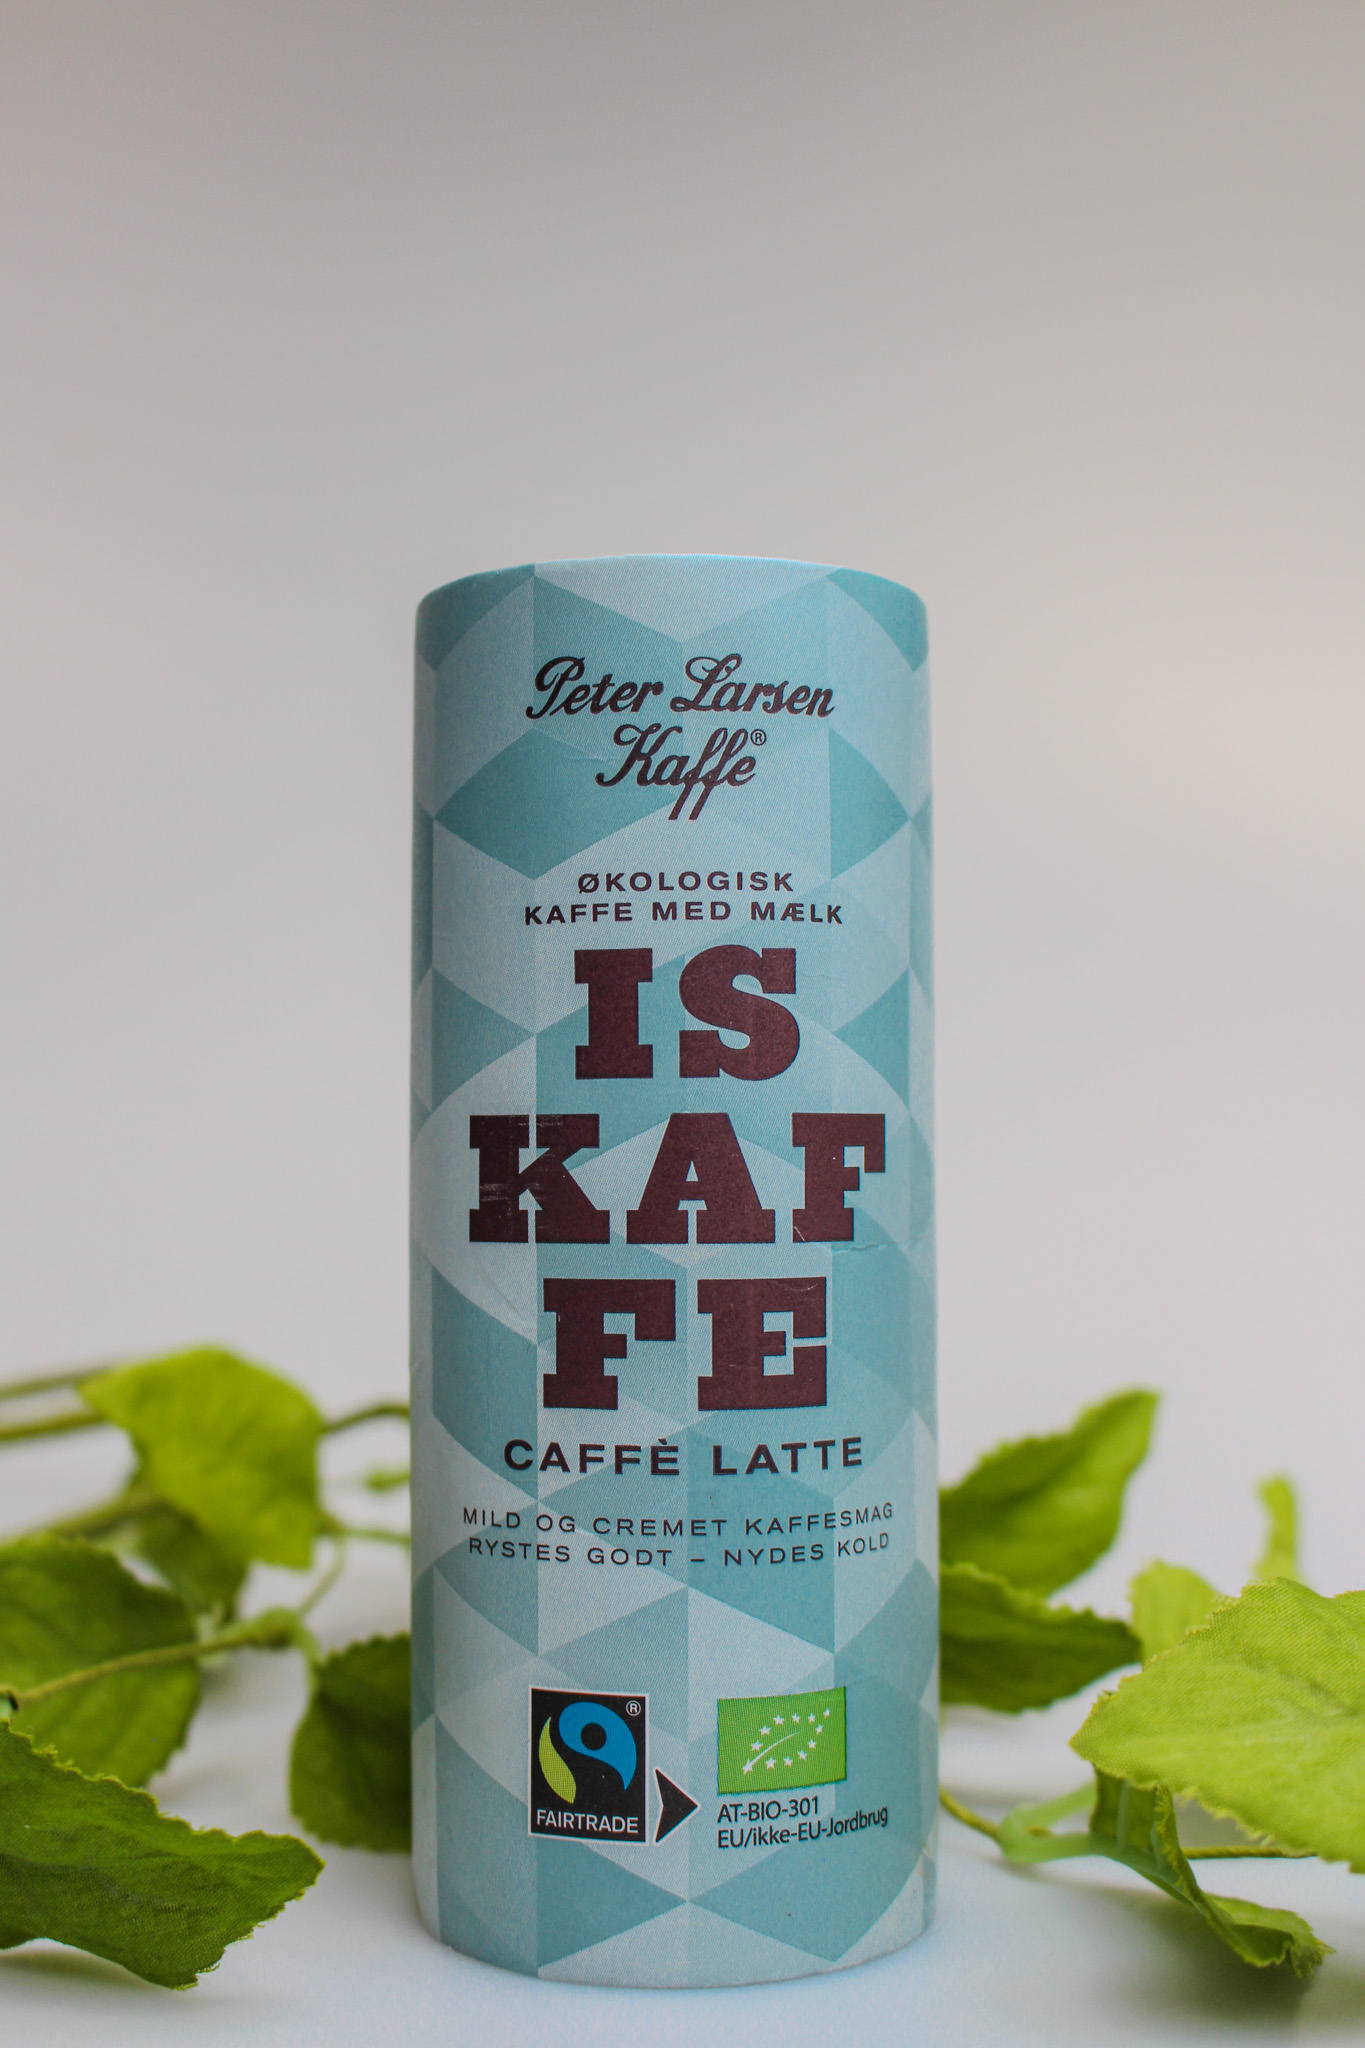 Peter Larsen
Kaffe®
ØKOLOGISK
KAFFE MED MÆLK
IS
KAF
FE
CAFFÈ LATTE
MILD OG CREMET KAFFESMAG
RYSTES GODT – NYDES KOLD
®
FAIRTRADE
AT-BIO-301
EU/ikke-EU-Jordbrug